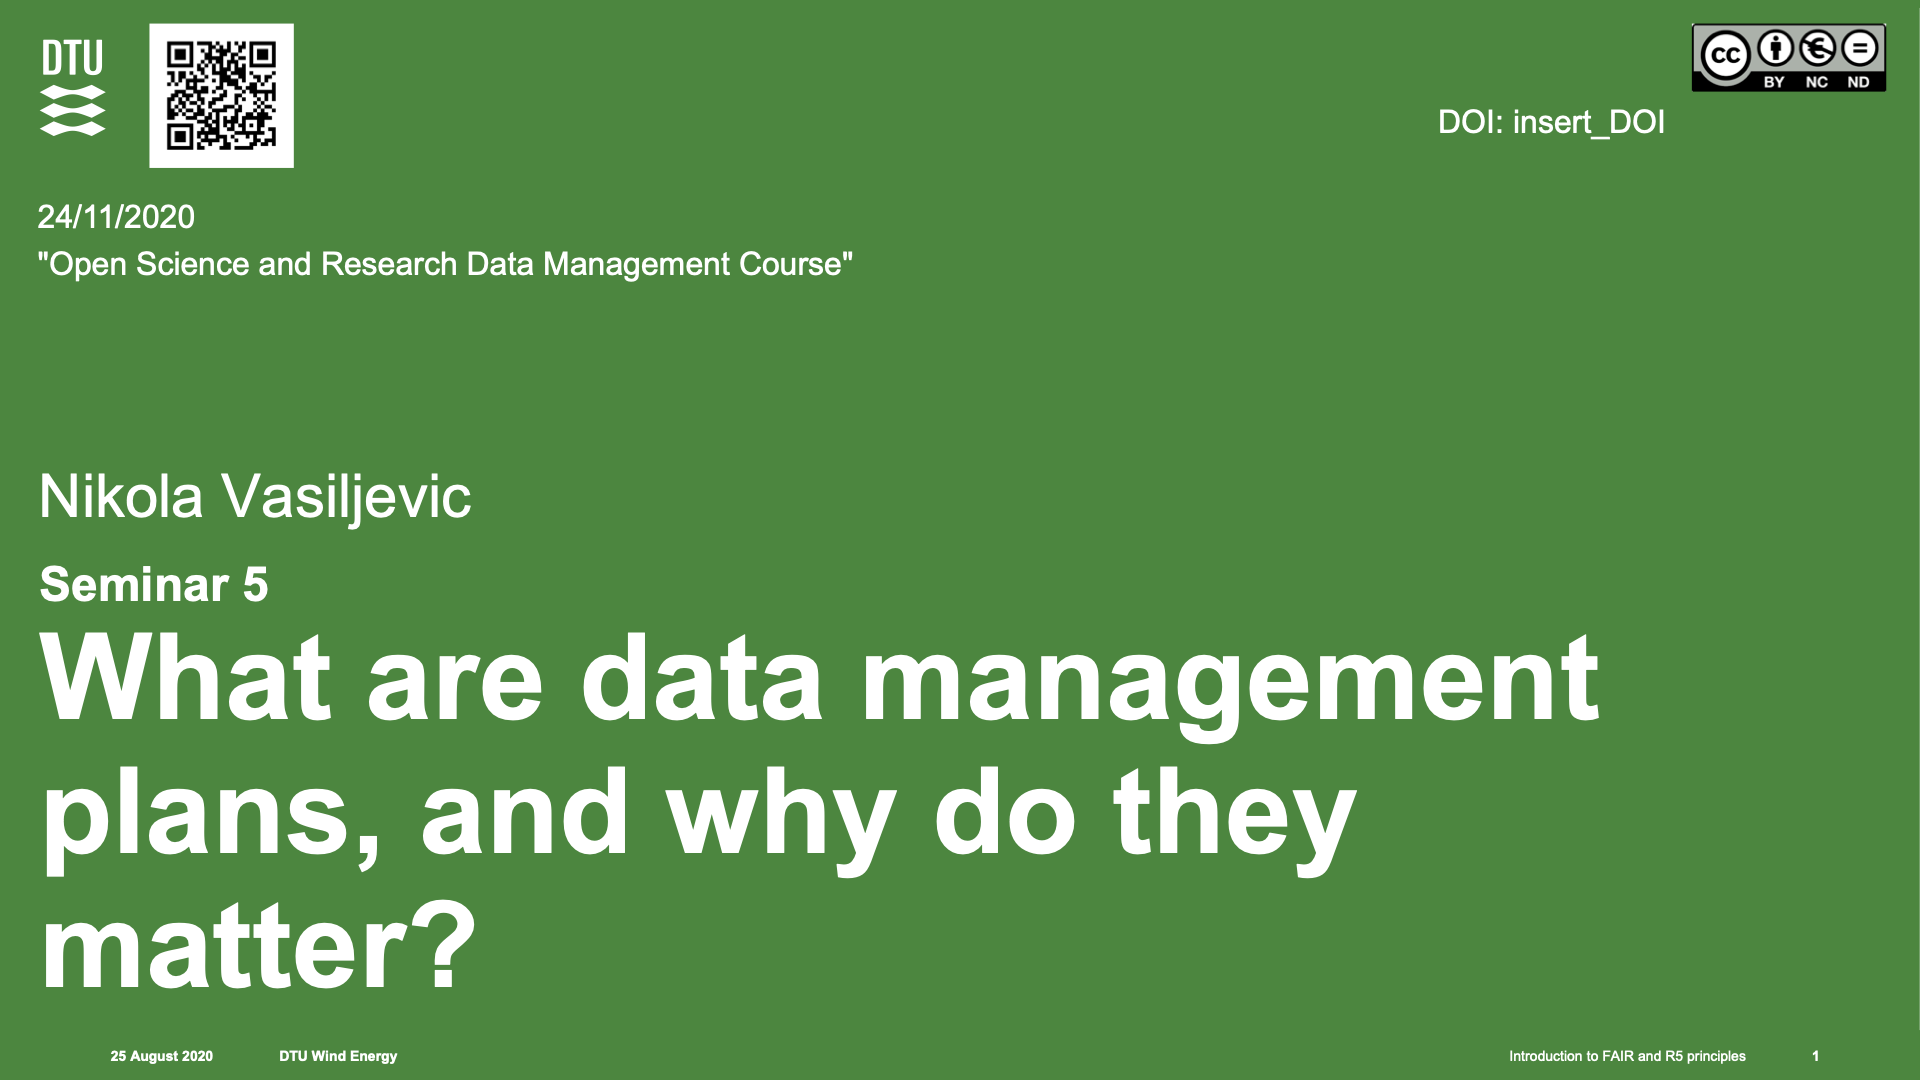 DTU
CC BY NC ND
DOI: insert_DOI
24/11/2020
"Open Science and Research Data Management Course"
Nikola Vasiljevic
Seminar 5
What are data management
plans, and why do they
matter?
25 August 2020 DTU Wind Energy Introduction to FAIR and R5 principles 1